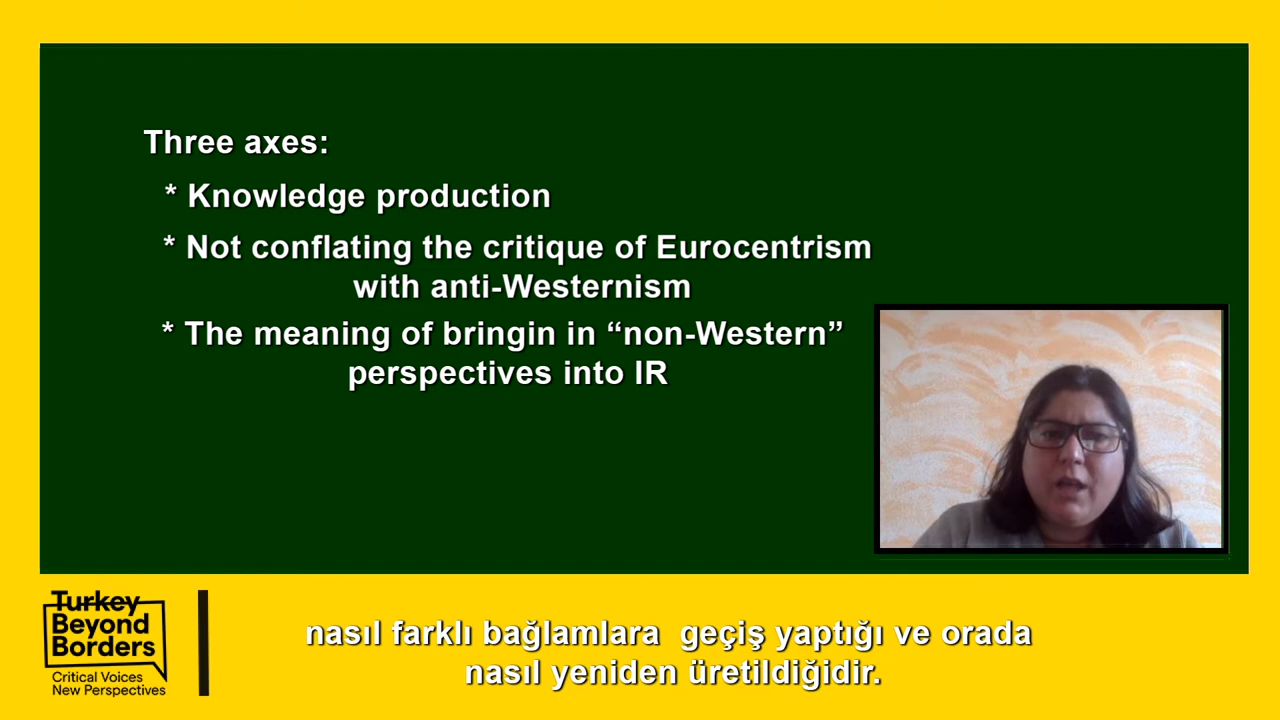 Three axes:
* Knowledge production
* Not conflating the critique of Eurocentrism
with anti-Westernism
* The meaning of bringin in “non-Western”
perspectives into IR
Turkey
Beyond
Borders
Critical Voices
New Perspectives
nasıl farklı bağlamlara geçiş yaptığı ve orada
nasıl yeniden üretildiğidir.